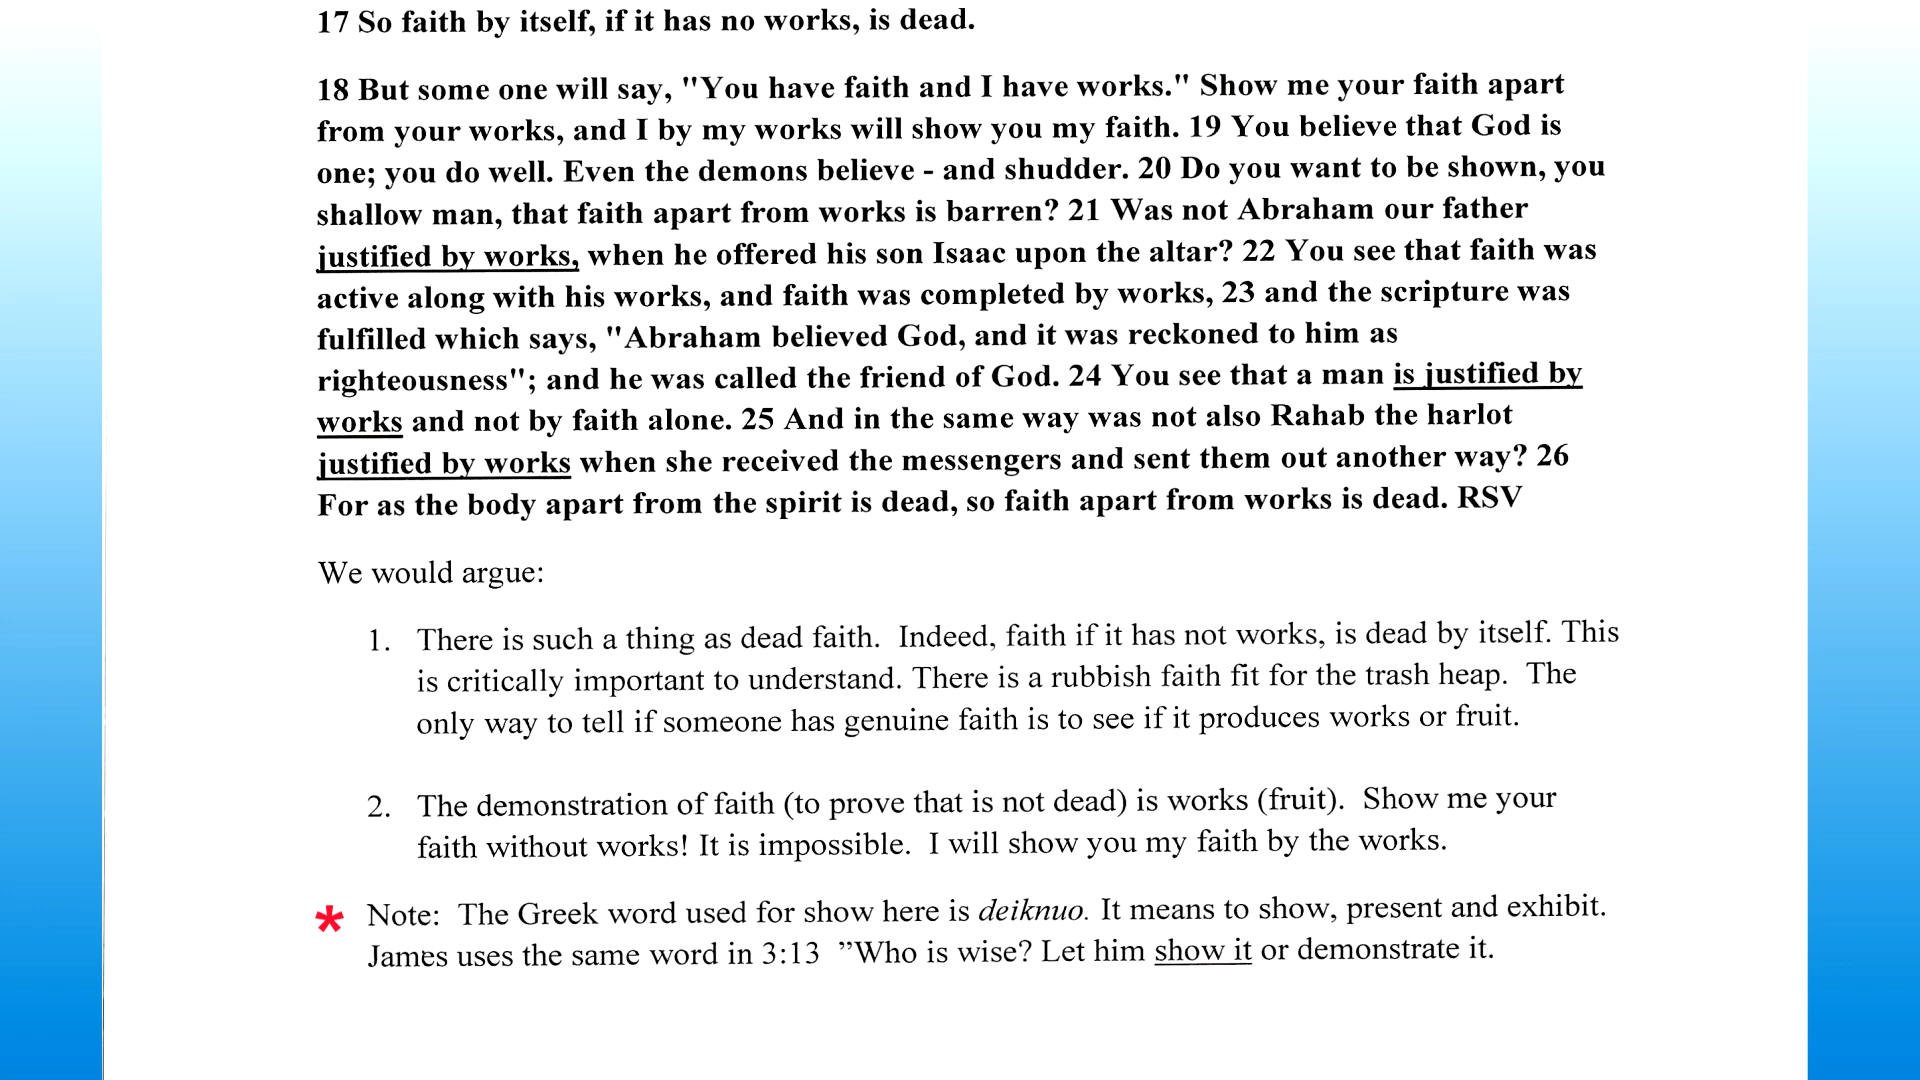 17 So faith by itself, if it has no works, is dead.
18 But some one will say, "You have faith and I have works." Show me your faith apart
from your works, and I by my works will show you my faith. 19 You believe that God is
one; you do well. Even the demons believe - and shudder. 20 Do you want to be shown, you
shallow man, that faith apart from works is barren? 21 Was not Abraham our father
justified by works, when he offered his son Isaac upon the altar? 22 You see that faith was
active along with his works, and faith was completed by works, 23 and the scripture was
fulfilled which says, "Abraham believed God, and it was reckoned to him as
righteousness"; and he was called the friend of God. 24 You see that a man is justified by
works and not by faith alone. 25 And in the same way was not also Rahab the harlot
justified by works when she received the messengers and sent them out another way? 26
For as the body apart from the spirit is dead, so faith apart from works is dead. RSV
We would argue:
1. There is such a thing as dead faith. Indeed, faith if it has not works, is dead by itself. This
is critically important to understand. There is a rubbish faith fit for the trash heap. The
only way to tell if someone has genuine faith is to see if it produces works or fruit.
2. The demonstration of faith (to prove that is not dead) is works (fruit). Show me your
faith without works! It is impossible. I will show you my faith by the works.
* Note: The Greek word used for show here is deiknuo. It means to show, present and exhibit.
James uses the same word in 3:13 ”Who is wise? Let him show it or demonstrate it.